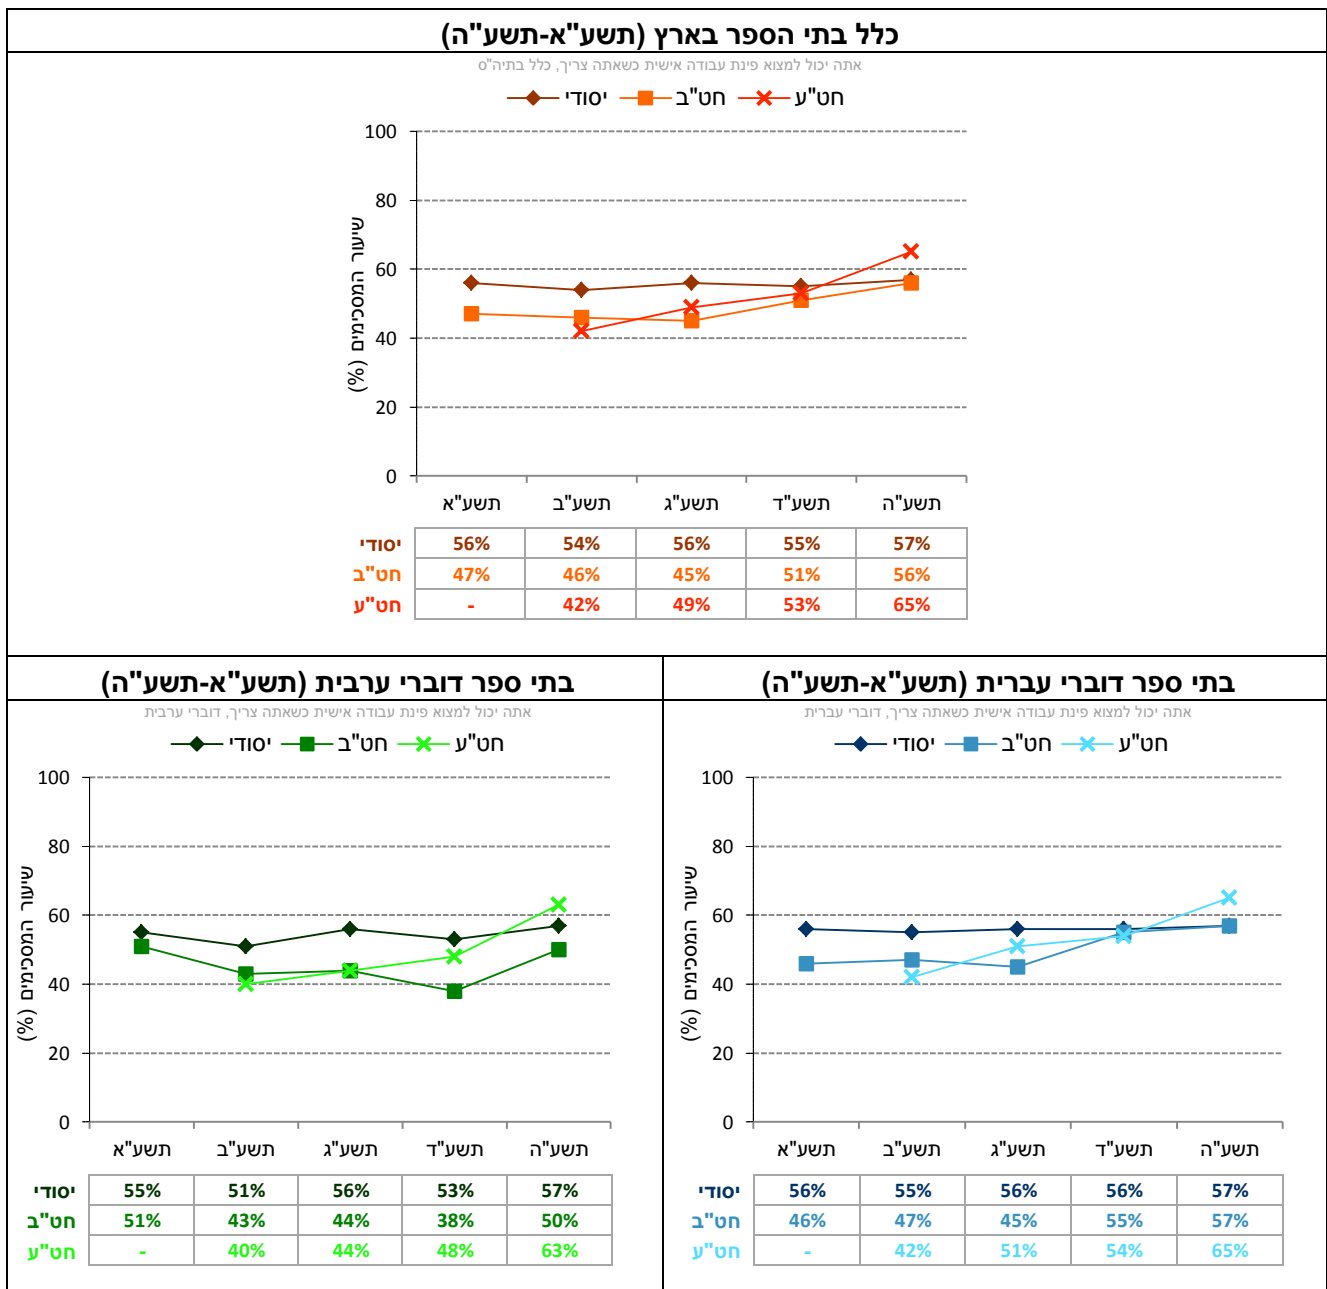 כלל בתי הספר בארץ (תשע"א-תשע"ה)
אתה יכול למצוא פינת עבודה אישית כשאתה צריך, כלל בתיה"ס
יסודי חט"ב חט"ע
שיעור המסכימים (%)
100
80
60
40
20
0
תשע"א תשע"ב תשע"ג תשע"ד תשע"ה
יסודי 56% 54% 56% 55% 57%
חט"ב 47% 46% 45% 51% 56%
חט"ע - 42% 49% 53% 65%
בתי ספר דוברי עברית (תשע"א-תשע"ה)
אתה יכול למצוא פינת עבודה אישית כשאתה צריך, דוברי עברית
יסודי חט"ב חט"ע
שיעור המסכימים (%)
100
80
60
40
20
0
תשע"א תשע"ב תשע"ג תשע"ד תשע"ה
יסודי 56% 55% 56% 56% 57%
חט"ב 46% 47% 45% 55% 57%
חט"ע - 42% 51% 54% 65%
בתי ספר דוברי ערבית (תשע"א-תשע"ה)
אתה יכול למצוא פינת עבודה אישית כשאתה צריך, דוברי ערבית
יסודי חט"ב חט"ע
שיעור המסכימים (%)
100
80
60
40
20
0
תשע"א תשע"ב תשע"ג תשע"ד תשע"ה
יסודי 55% 51% 56% 53% 57%
חט"ב 51% 43% 44% 38% 50%
חט"ע - 40% 44% 48% 63%